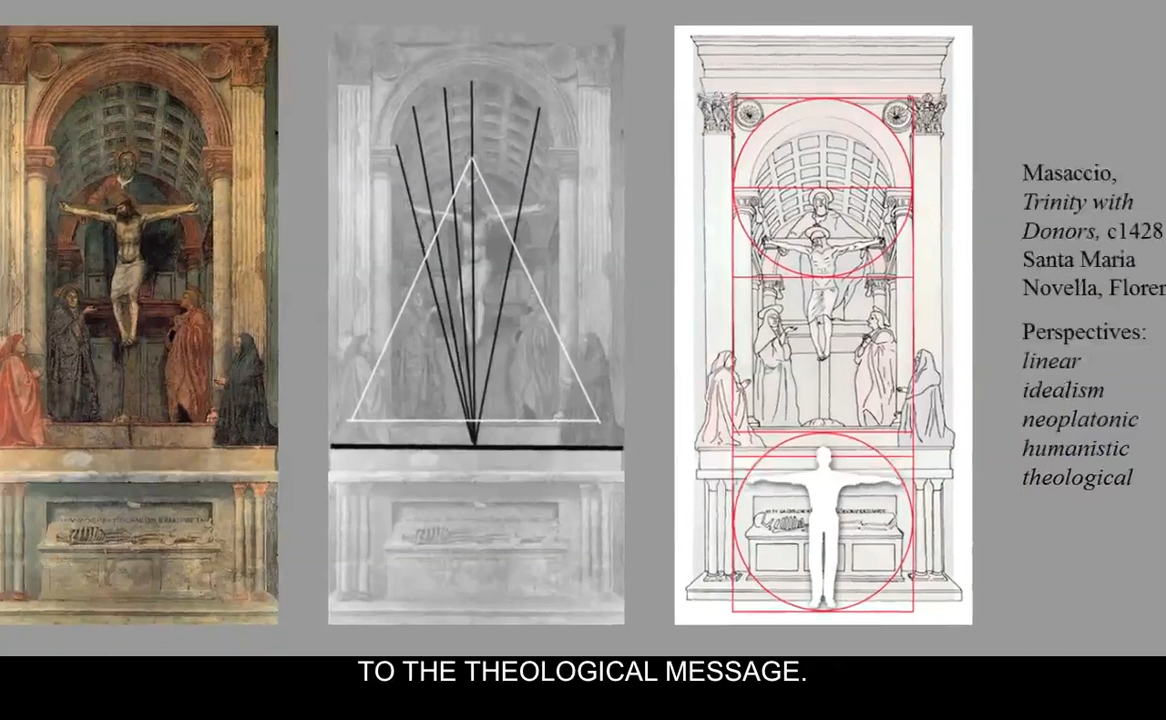 Masaccio,
Trinity with
Donors, c1428
Santa Maria
Novella, Floren
Perspectives:
linear
idealism
neoplatonic
humanistic
theological
TO THE THEOLOGICAL MESSAGE.